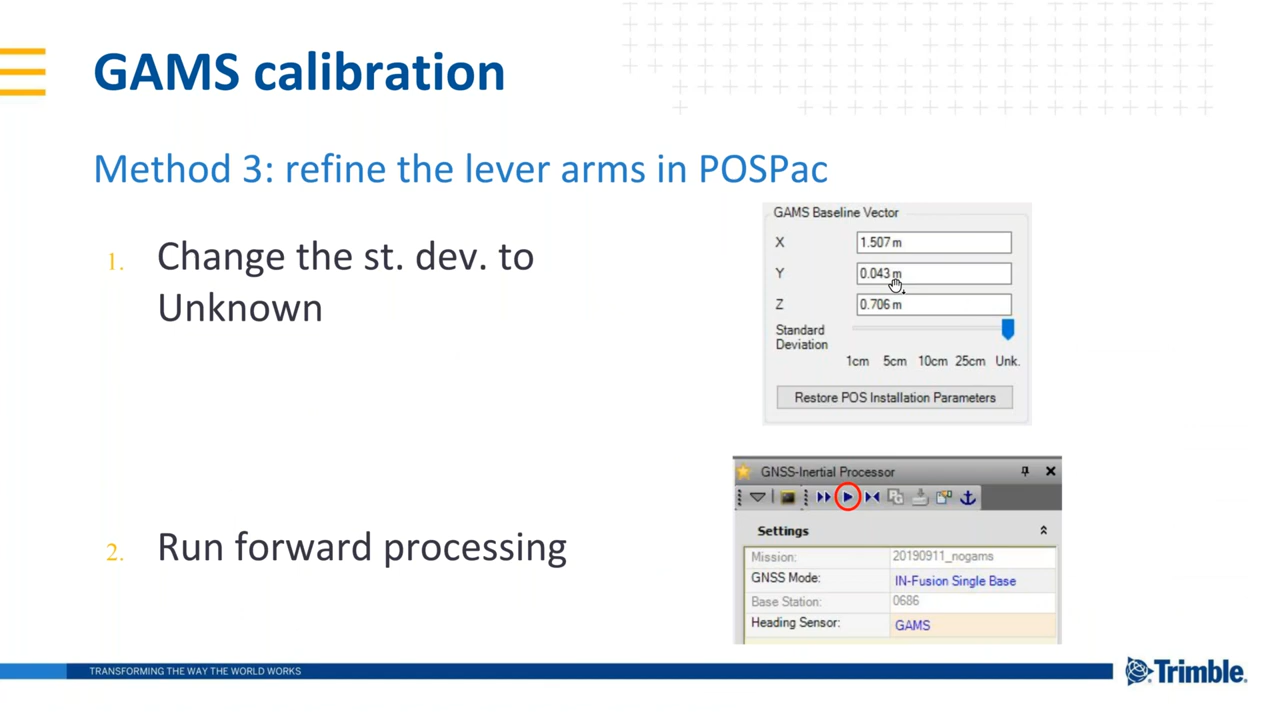 GAMS calibration
Method 3: refine the lever arms in POSPac
1. Change the st. dev. to
Unknown
GAMS Baseline Vector
X 1.507 m
Y 0.043 m
Z 0.706 m
Standard
Deviation
1cm 5cm 10cm 25cm Unk.
Restore POS Installation Parameters
2. Run forward processing
GNSS-Inertial Processor
Settings
Mission: 20190911_nogams
GNSS Mode: IN-Fusion Single Base
Base Station: 0686
Heading Sensor: GAMS
TRANSFORMING THE WAY THE WORLD WORKS
Trimble.